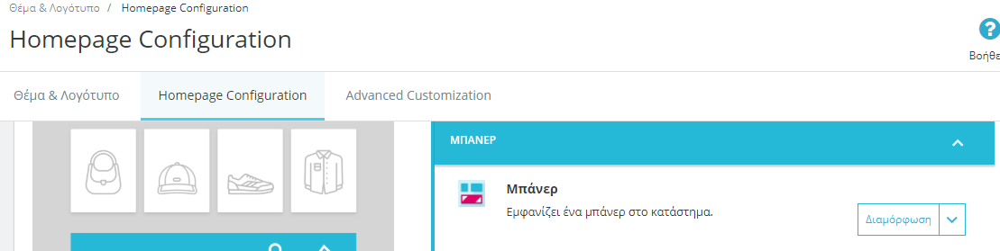 Θέμα & Λογότυπο / Homepage Configuration
Homepage Configuration
Βοήθε
Θέμα & Λογότυπο Homepage Configuration Advanced Customization
ΜΠΑΝΕΡ
Μπάνερ
Εμφανίζει ένα μπάνερ στο κατάστημα.
Διαμόρφωση